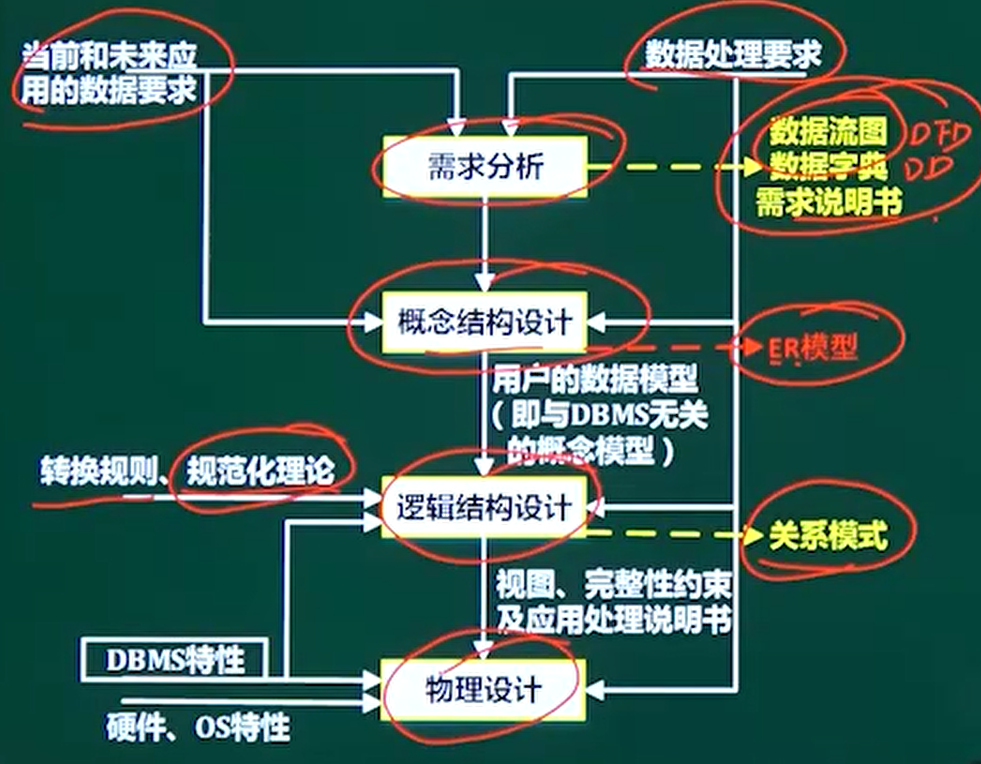 当前和未来应
用的数据要求
数据处理要求
需求分析
数据流图 DFD
数据字典 DD
需求说明书
概念结构设计
ER模型
用户的数据模型
（即与DBMS无关
的概念模型）
转换规则、规范化理论
逻辑结构设计
关系模式
视图、完整性约束
及应用处理说明书
DBMS特性
物理设计
硬件、OS特性